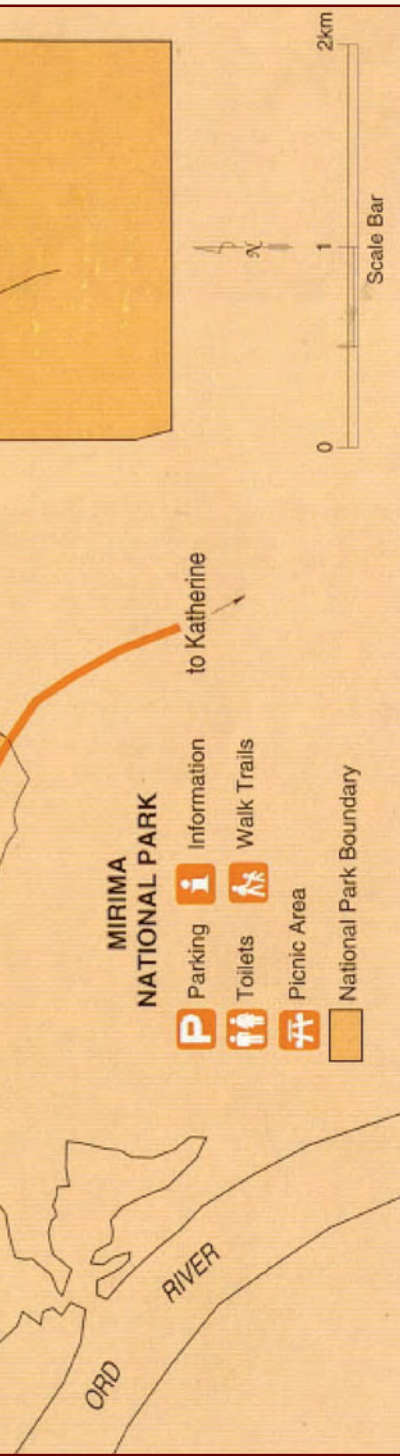 MIRIMA
NATIONAL PARK
P Parking
i Information
Toilets
Walk Trails
Picnic Area
National Park Boundary
to Katherine
ORD
RIVER
N
0 1 2km
Scale Bar